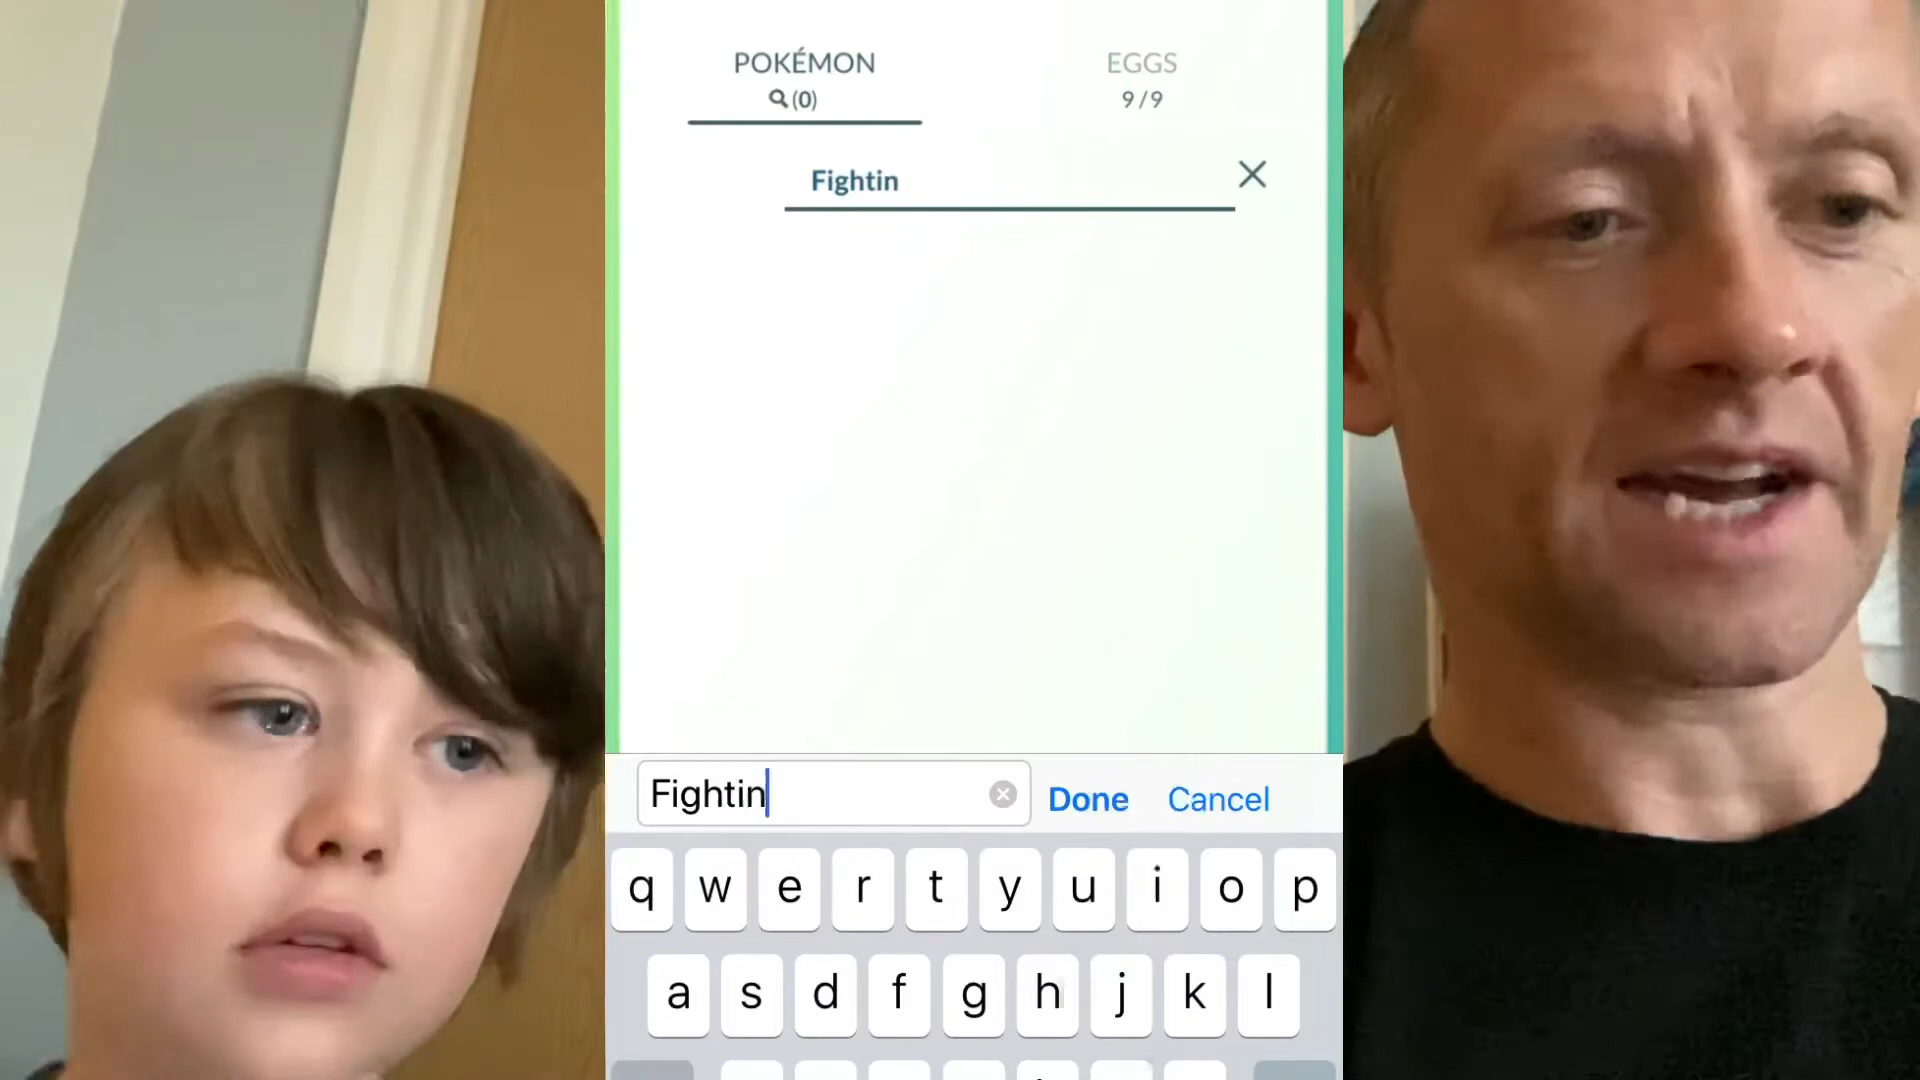 POKÉMON
(0)
EGGS
9/9
Fightin
Fightin
Done
Cancel
q w e r t y u i o p
a s d f g h j k l